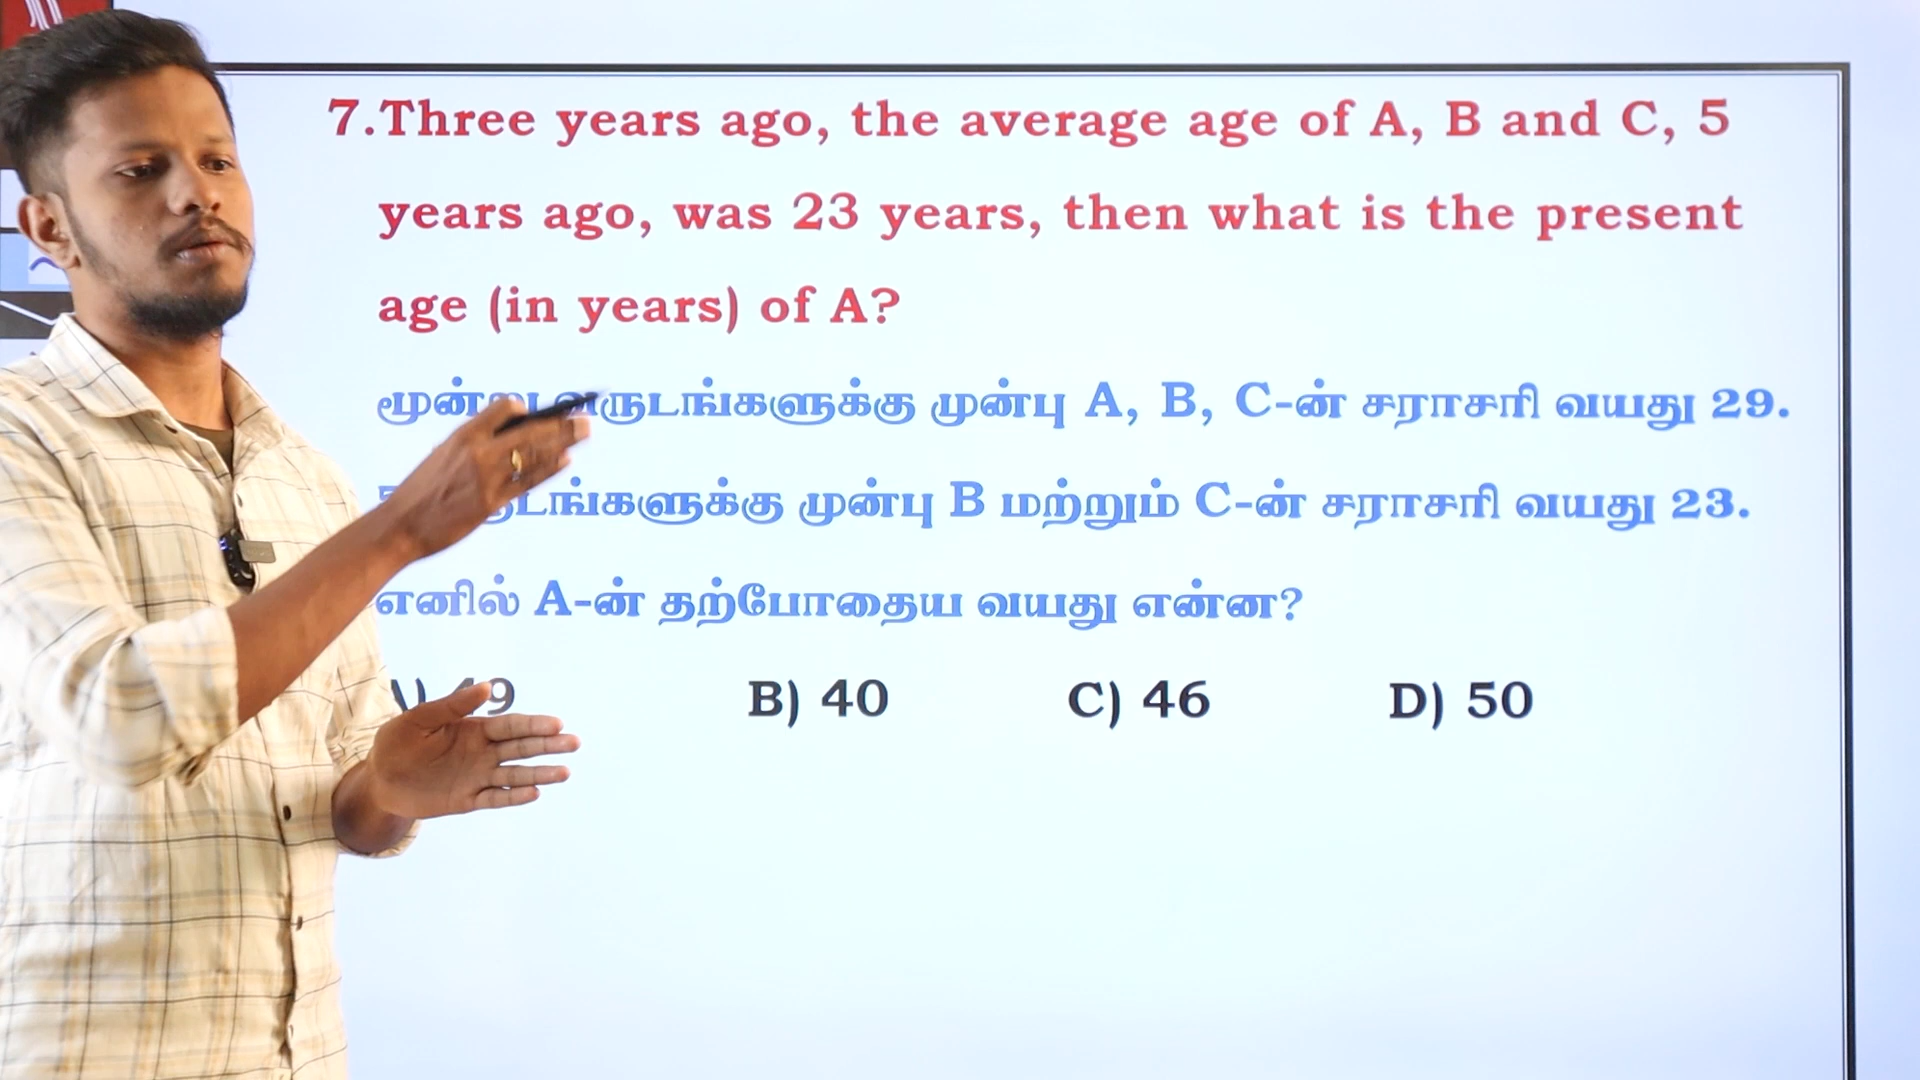 7.Three years ago, the average age of A, B and C, 5
years ago, was 23 years, then what is the present
age (in years) of A?
மூன்று வருடங்களுக்கு முன்பு A, B, C-ன் சராசரி வயது 29.
முன்பு B மற்றும் C-ன் சராசரி வயது 23.
எனில் A-ன் தற்போதைய வயது என்ன?
A) 49 B) 40 C) 46 D) 50